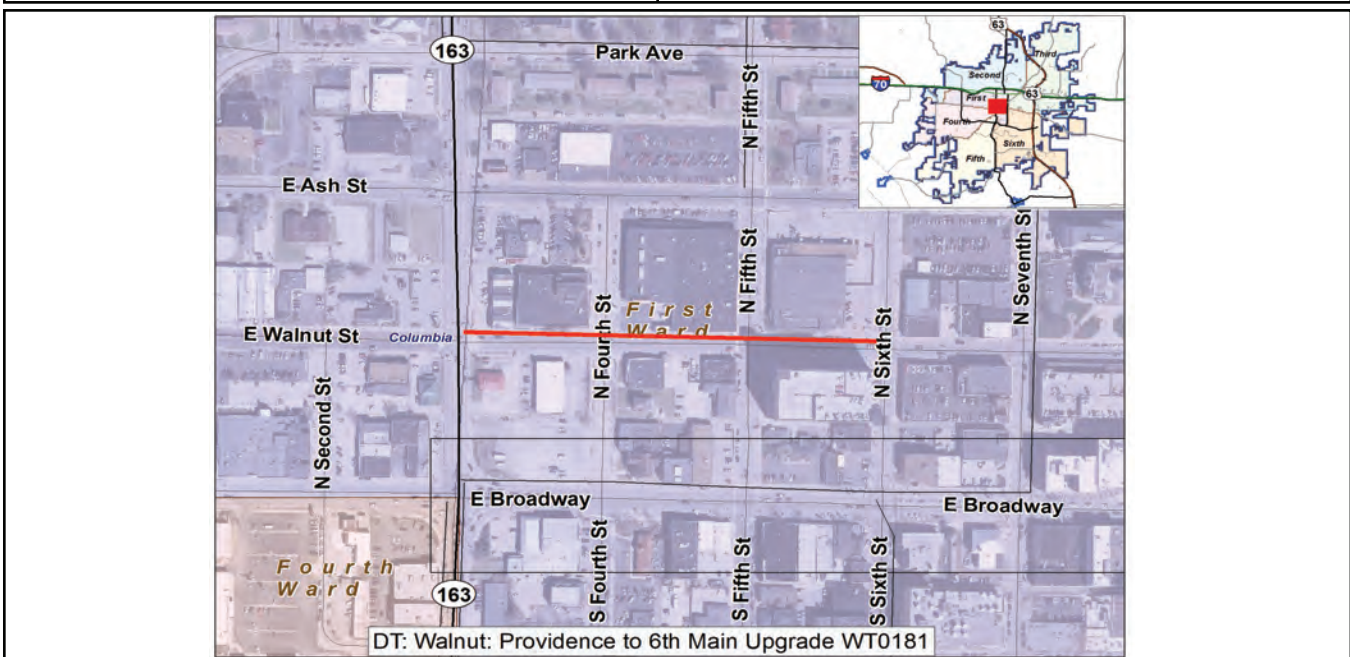 163
Park Ave
N Fifth St
63
Third
Second
70
First
63
Fourth
Sixth
Fifth
E Ash St
N Fifth St
N Seventh St
First
Ward
N Fourth St
N Sixth St
E Walnut St
Columbia
N Second St
E Broadway
E Broadway
Fourth
Ward
163
S Fourth St
S Fifth St
S Sixth St
DT: Walnut: Providence to 6th Main Upgrade WT0181